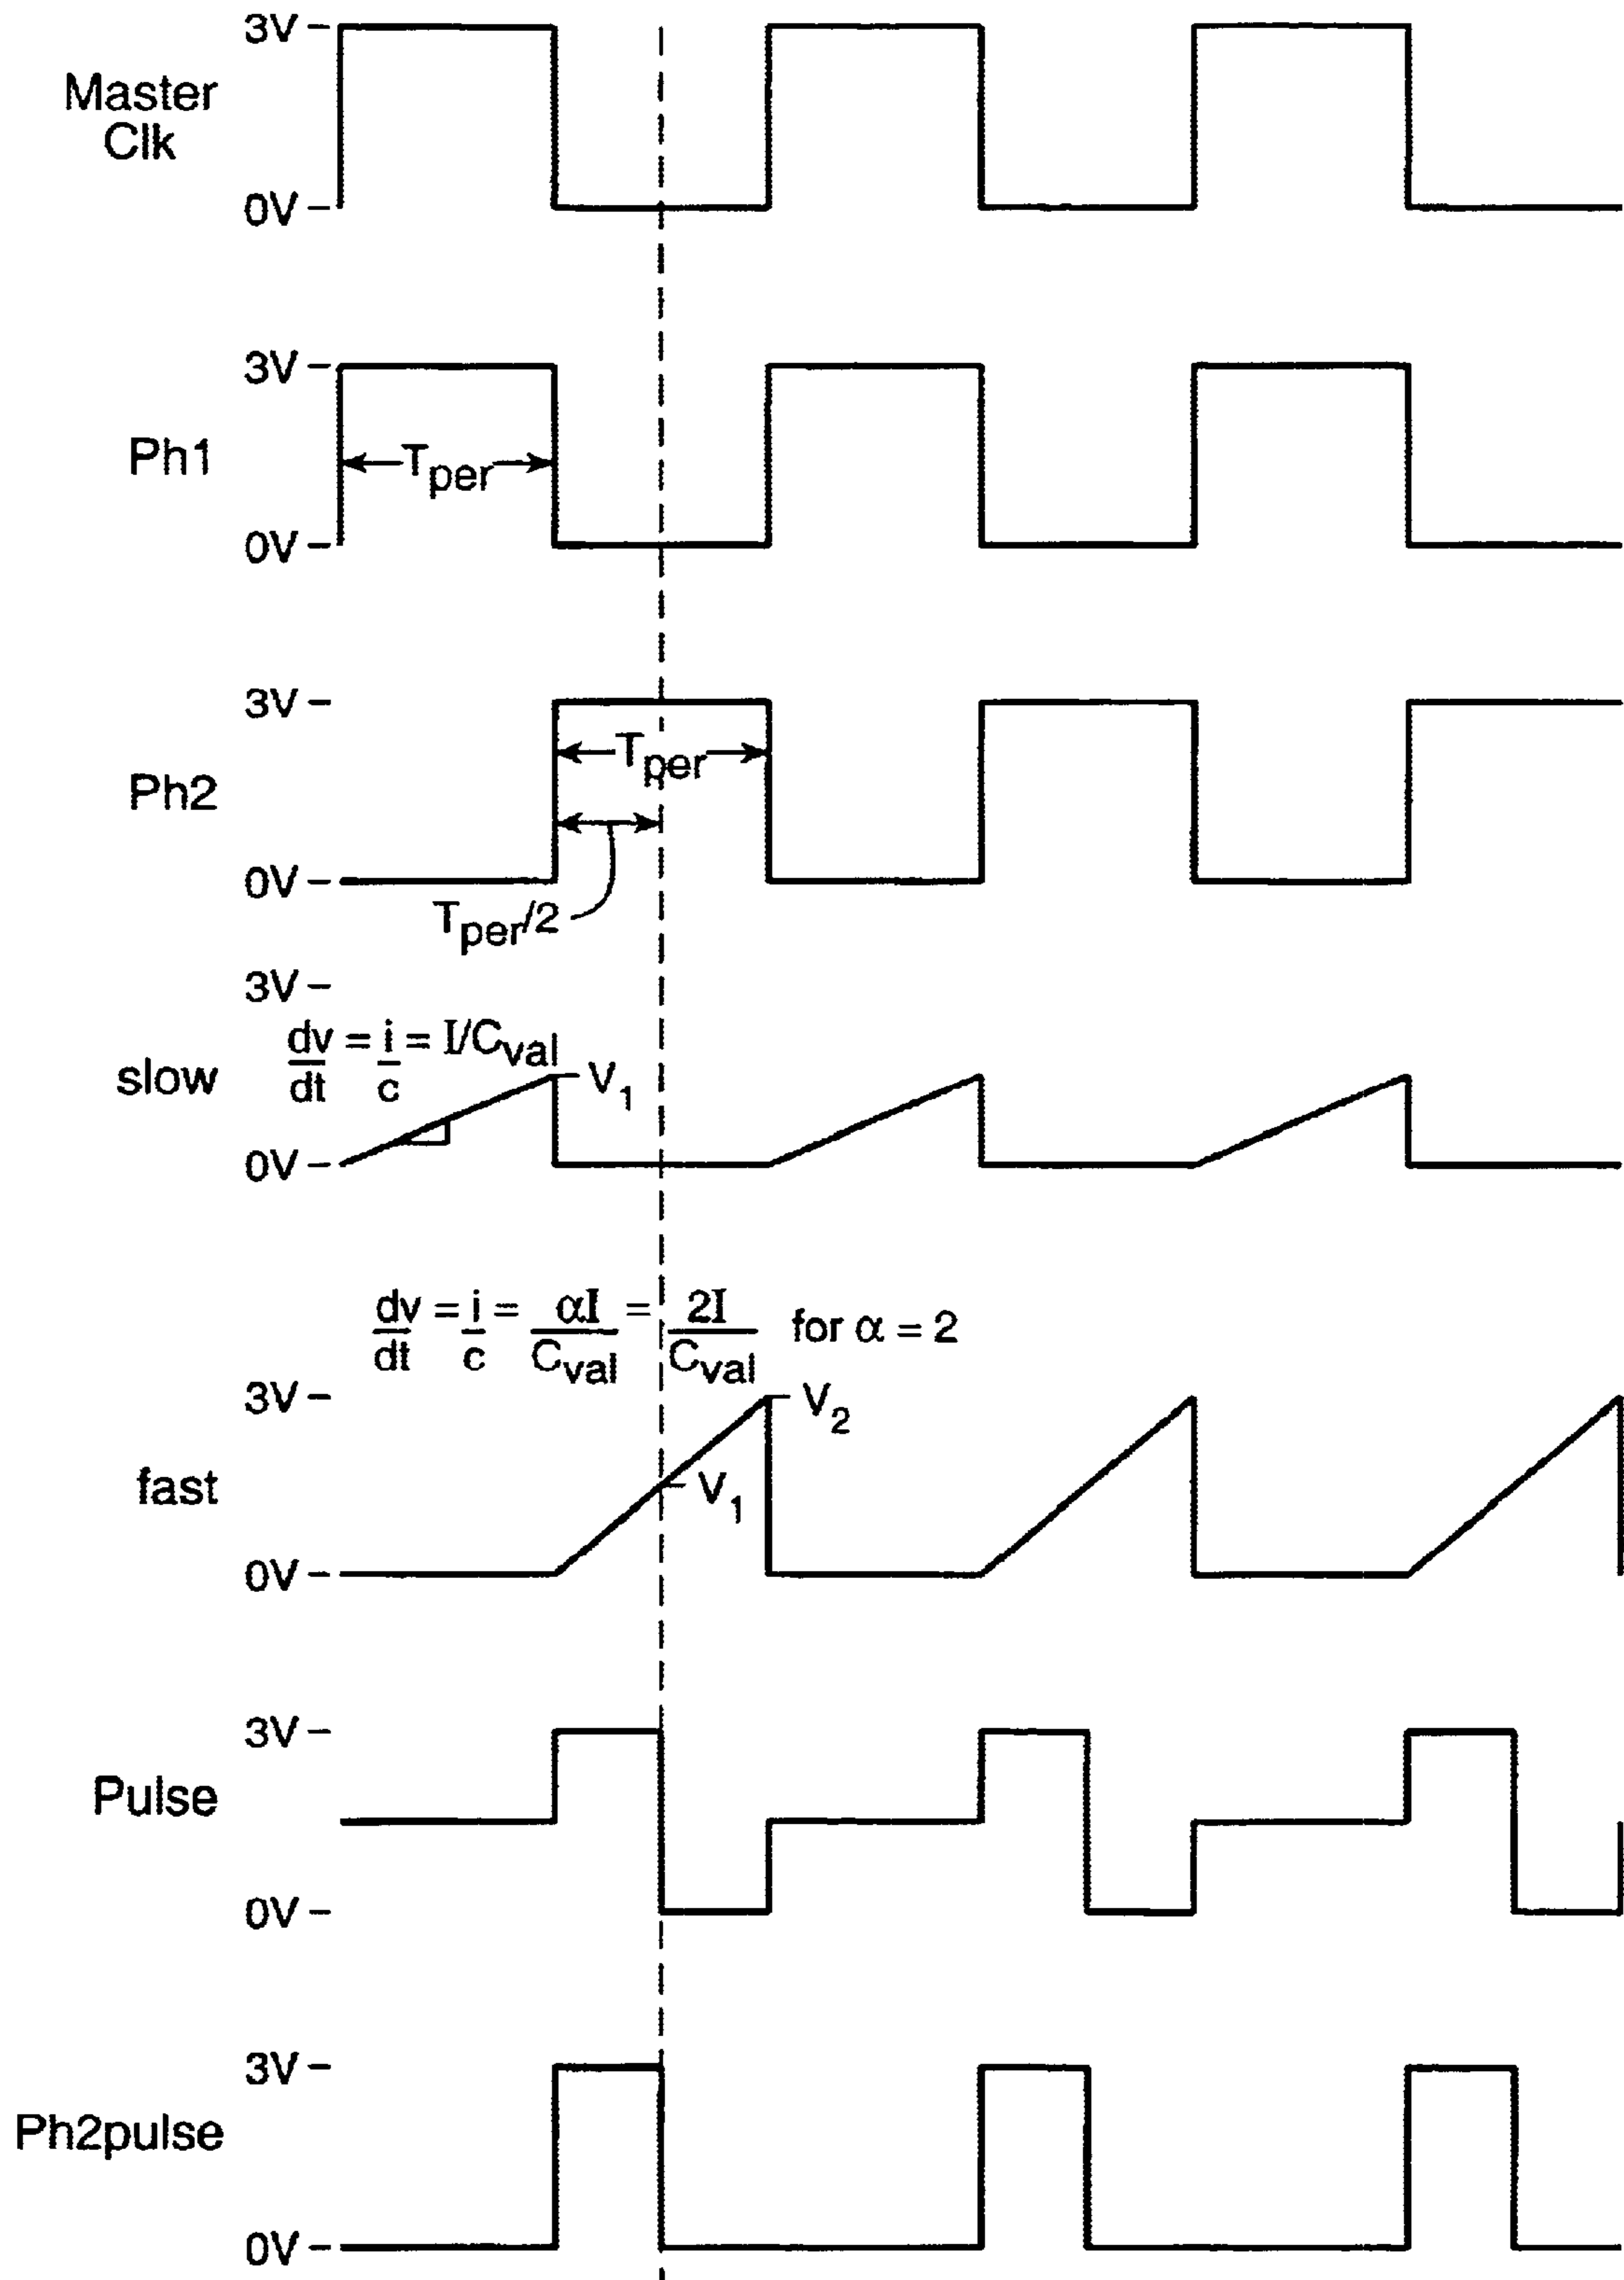 3V
Master
Clk
0V
3V
Ph1
Tper
0V
3V
Tper
Ph2
0V
Tper/2
3V
dv/dt = i/c = I/Cval
slow
V1
0V
dv/dt = i/c = αI/Cval = 2I/Cval for α = 2
3V
V2
fast
V1
0V
3V
Pulse
0V
3V
Ph2pulse
0V